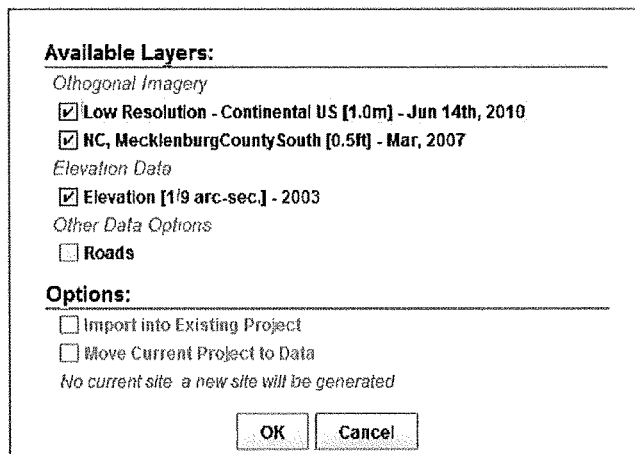 Available Layers:
Othogonal Imagery
Low Resolution - Continental US [1.0m] - Jun 14th, 2010
NC, MecklenburgCountySouth [0.5ft] - Mar, 2007
Elevation Data
Elevation [1/9 arc-sec.] - 2003
Other Data Options
Roads
Options:
Import into Existing Project
Move Current Project to Data
No current site a new site will be generated
OK Cancel